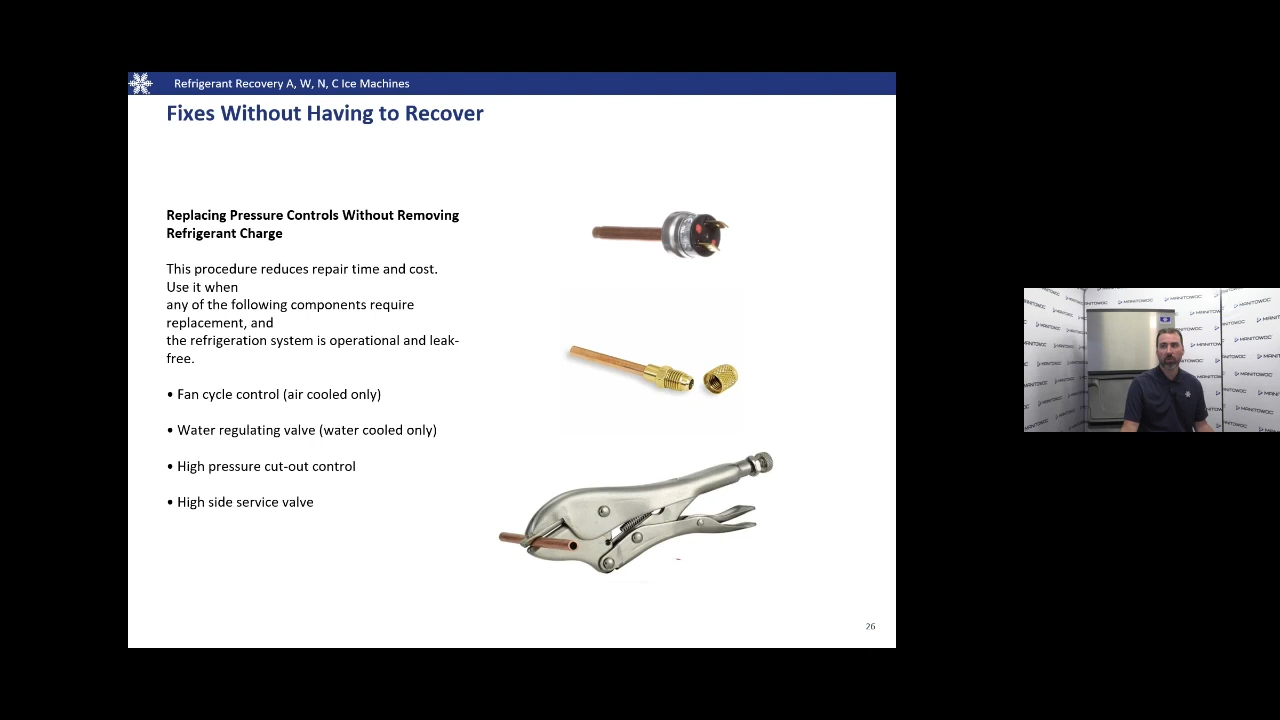 Refrigerant Recovery A, W, N, C Ice Machines
Fixes Without Having to Recover
Replacing Pressure Controls Without Removing
Refrigerant Charge
This procedure reduces repair time and cost.
Use it when
any of the following components require
replacement, and
the refrigeration system is operational and leak-
free.
• Fan cycle control (air cooled only)
• Water regulating valve (water cooled only)
• High pressure cut-out control
• High side service valve
26
MANITOWOC